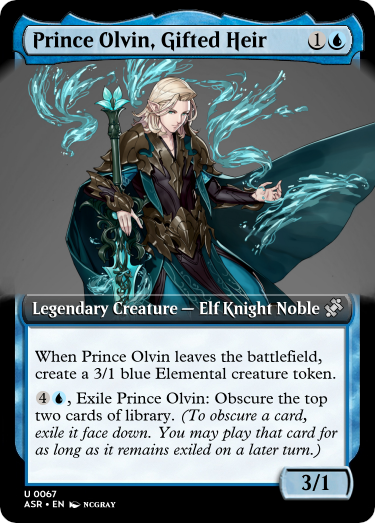 Prince Olvin, Gifted Heir 1
Legendary Creature — Elf Knight Noble
When Prince Olvin leaves the battlefield,
create a 3/1 blue Elemental creature token.
4, Exile Prince Olvin: Obscure the top
two cards of library. (To obscure a card,
exile it face down. You may play that card for
as long as it remains exiled on a later turn.)
3/1
U 0067
ASR • EN NCGRAY